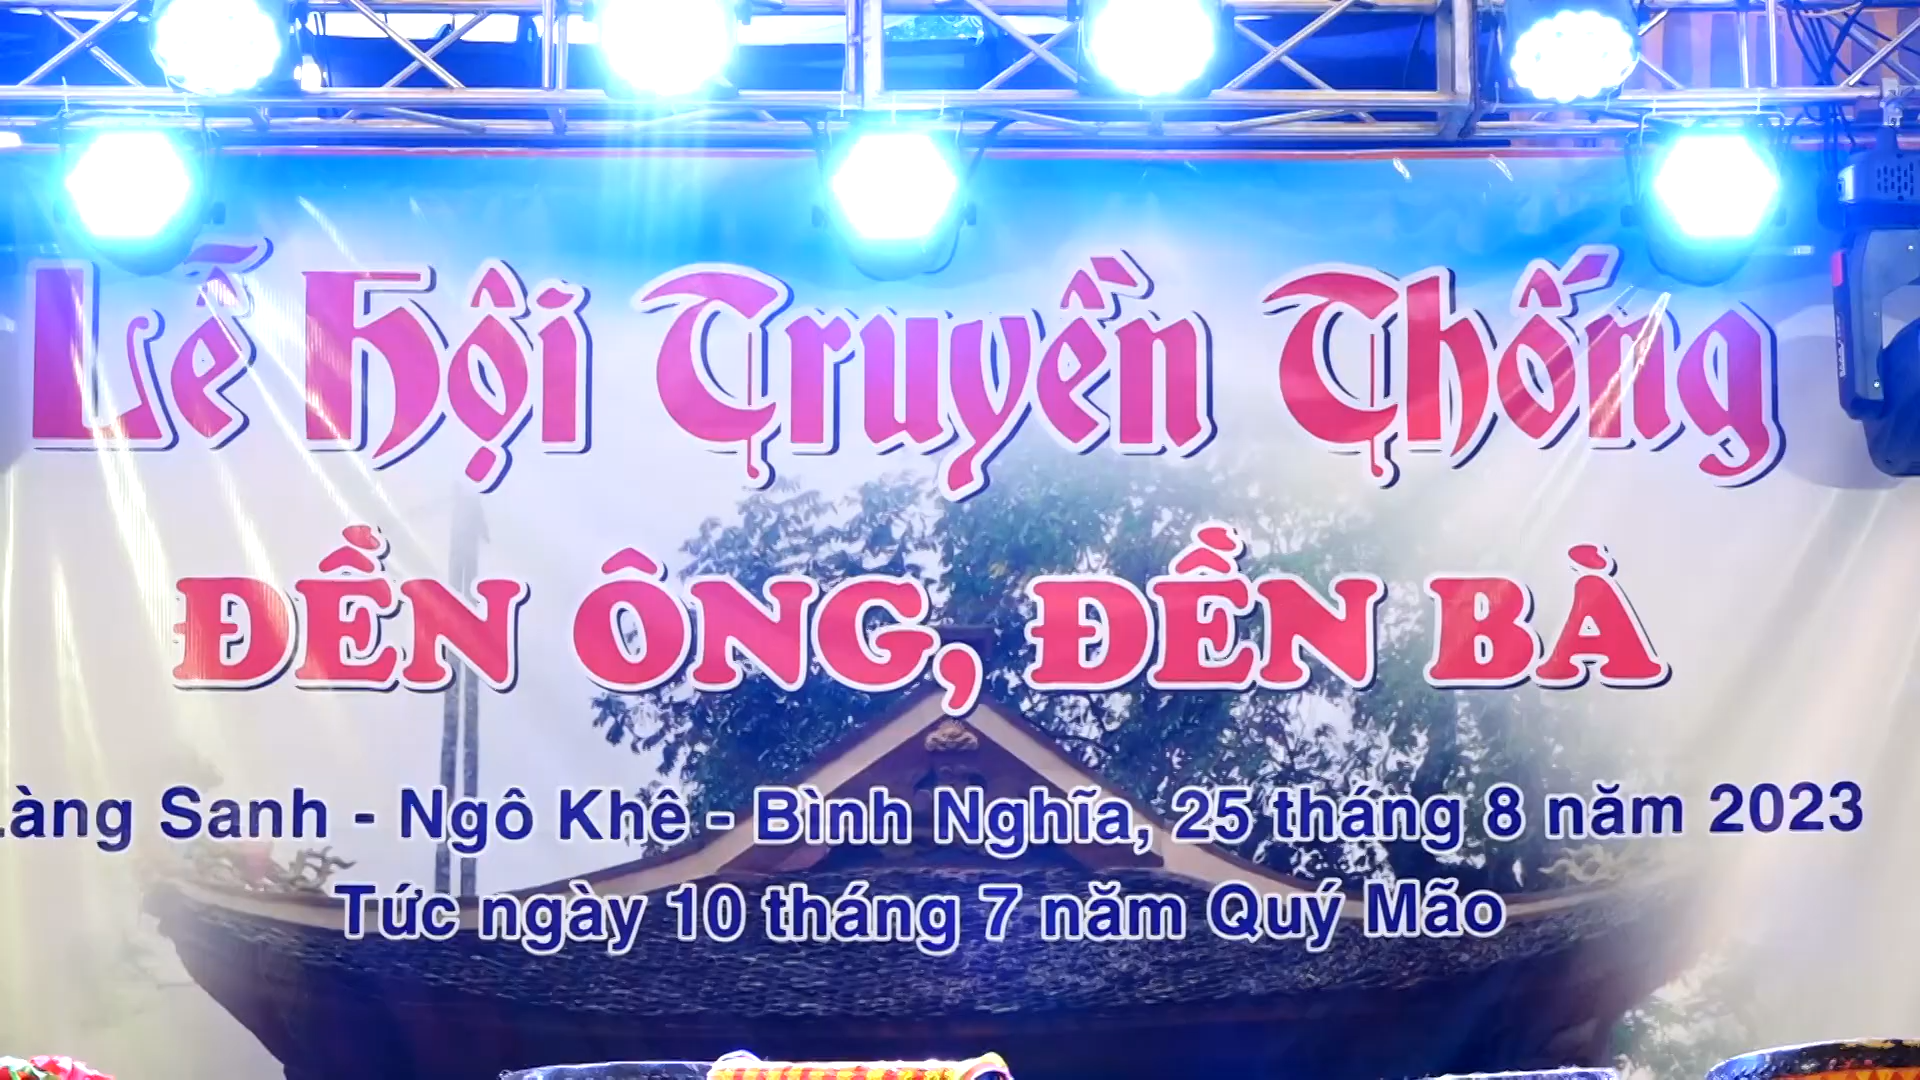 Lễ Hội Truyền Thống
ĐỀN ÔNG, ĐỀN BÀ
Làng Sanh - Ngô Khê - Bình Nghĩa, 25 tháng 8 năm 2023
Tức ngày 10 tháng 7 năm Quý Mão